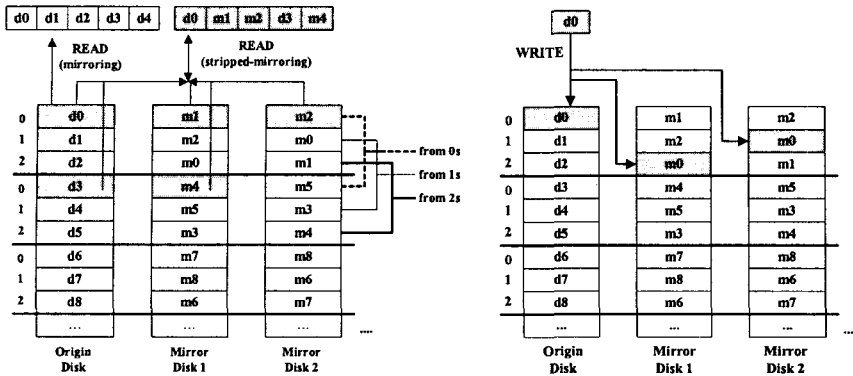 d0 d1 d2 d3 d4
READ
(mirroring)
d0 m1 m2 d3 m4
READ
(stripped-mirroring)
0 d0 m1 m2
1 d1 m2 m0
2 d2 m0 m1
0 d3 m4 m5
1 d4 m5 m3
2 d5 m3 m4
0 d6 m7 m8
1 d7 m8 m6
2 d8 m6 m7
... ... ... ....
from 0s
from 1s
from 2s
Origin Disk
Mirror Disk 1
Mirror Disk 2
d0
WRITE
0 d0 m1 m2
1 d1 m2 m0
2 d2 m0 m1
0 d3 m4 m5
1 d4 m5 m3
2 d5 m3 m4
0 d6 m7 m8
1 d7 m8 m6
2 d8 m6 m7
... ... ... ....
Origin Disk
Mirror Disk 1
Mirror Disk 2